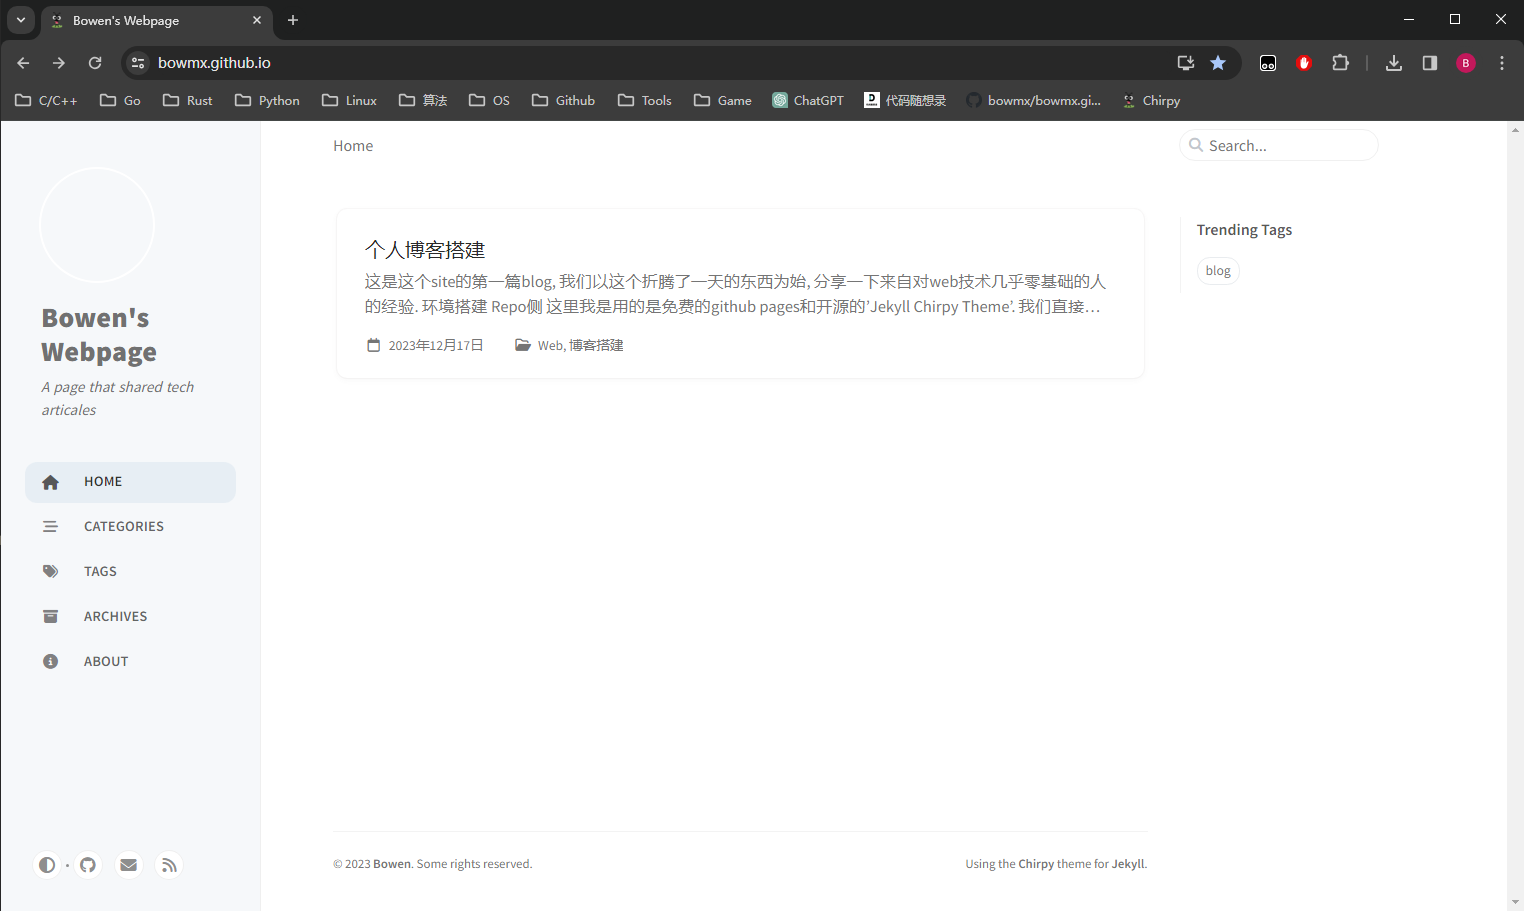 Bowen's Webpage
bowmx.github.io
B
C/C++ Go Rust Python Linux 算法 OS Github Tools Game ChatGPT 代码随想录 bowmx/bowmx.gi... Chirpy
Home
Search...
Bowen's
Webpage
A page that shared tech
articales
HOME
CATEGORIES
TAGS
ARCHIVES
ABOUT
个人博客搭建
这是这个site的第一篇blog, 我们以这个折腾了一天的东西为始, 分享一下来自对web技术几乎零基础的人
的经验. 环境搭建 Repo侧 这里我是用的是免费的github pages和开源的’Jekyll Chirpy Theme’. 我们直接…
2023年12月17日 Web, 博客搭建
Trending Tags
blog
© 2023 Bowen. Some rights reserved.
Using the Chirpy theme for Jekyll.